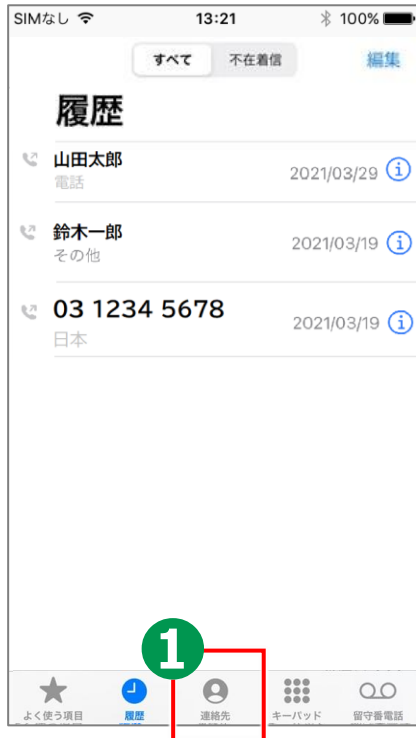 SIMなし 13:21 100%
すべて 不在着信 編集
履歴
山田太郎
電話
2021/03/29
鈴木一郎
その他
2021/03/19
03 1234 5678
日本
2021/03/19
1
よく使う項目 履歴 連絡先 キーパッド 留守番電話